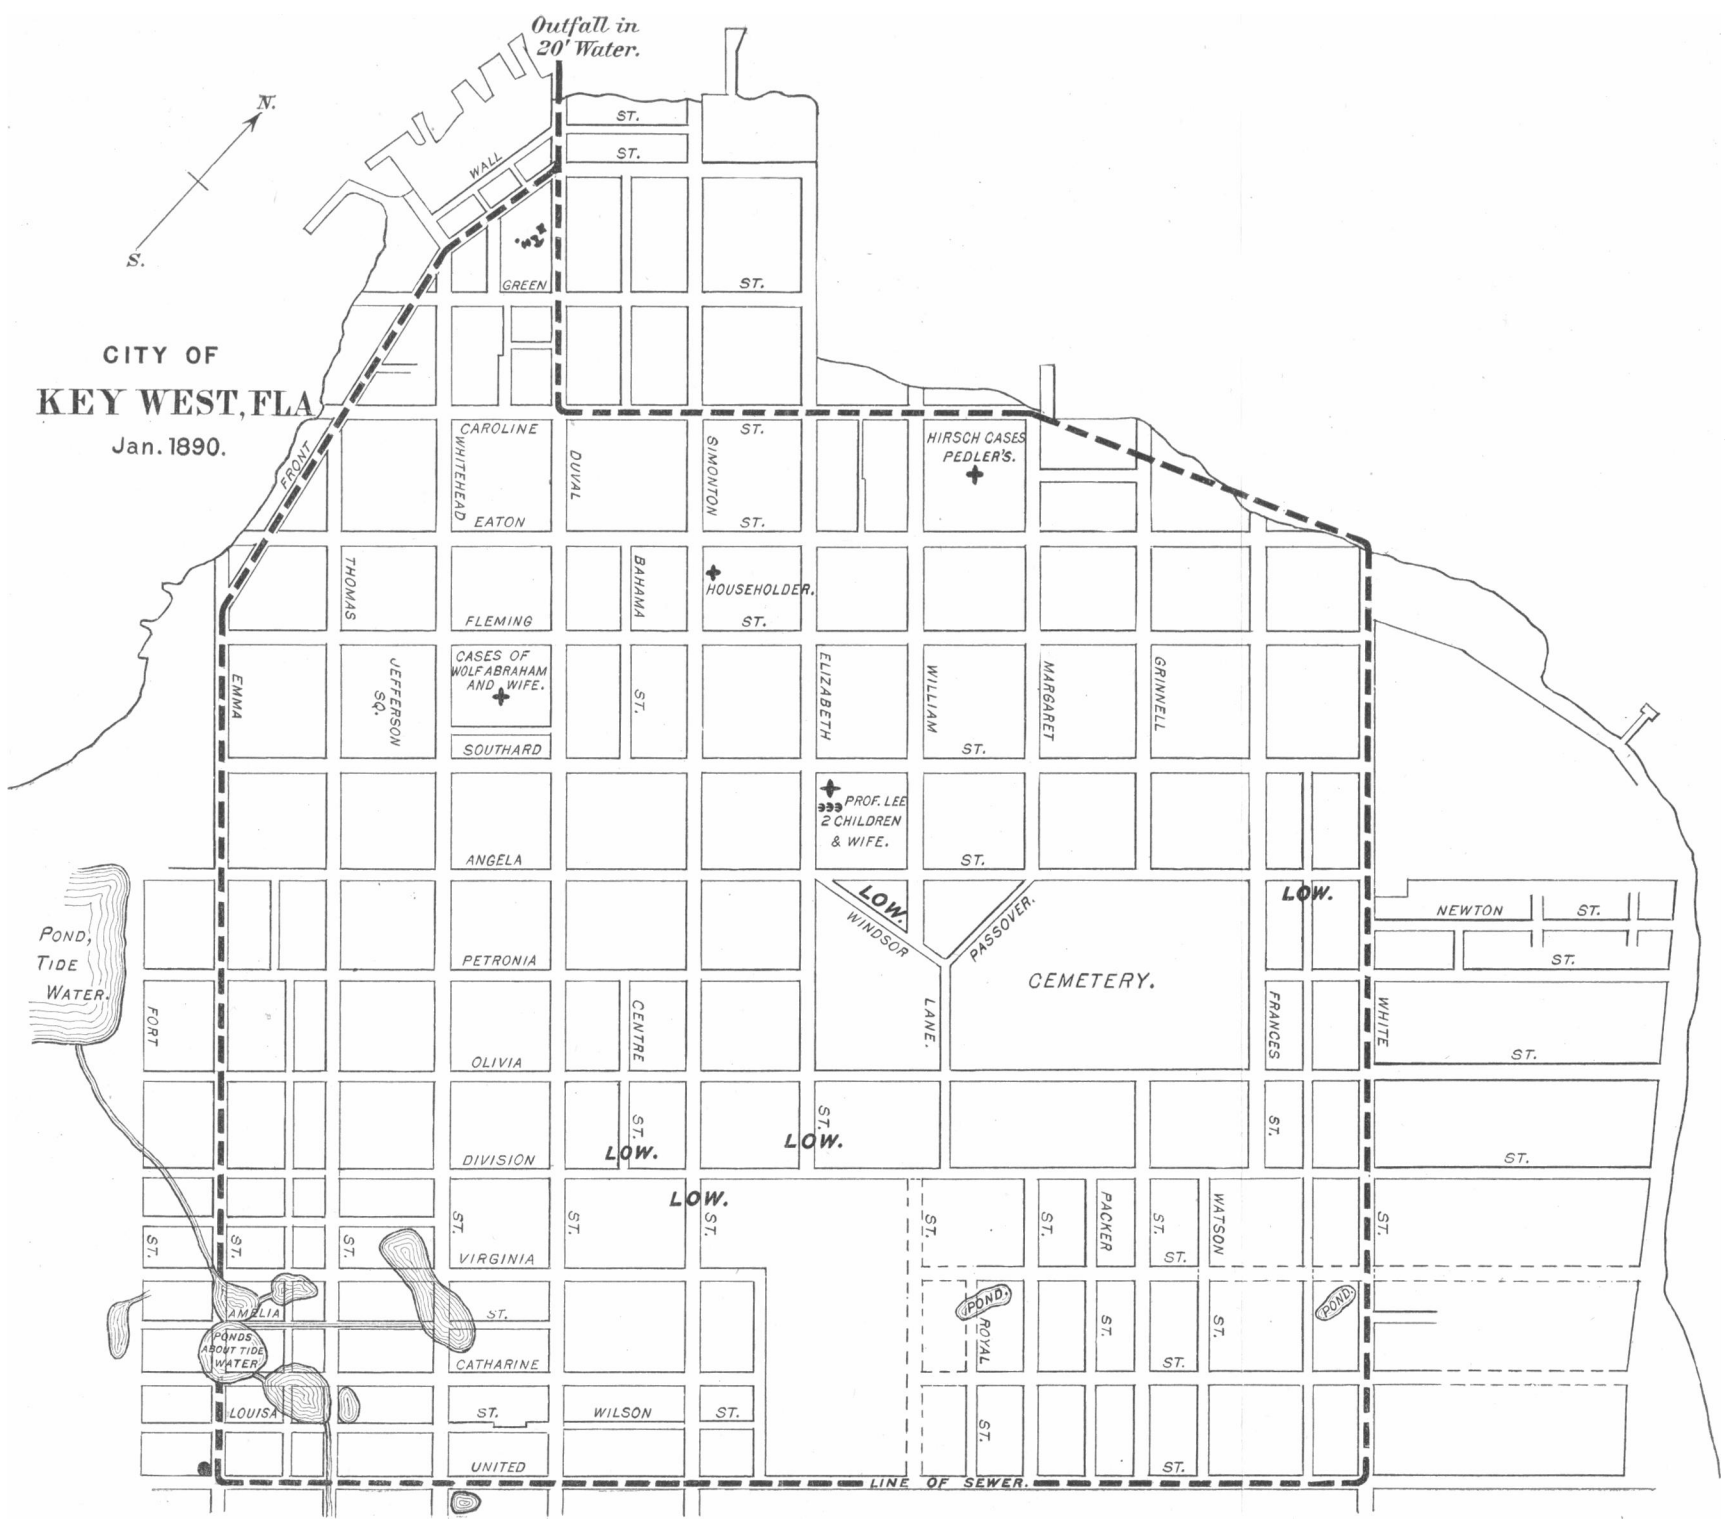 Outfall in
20' Water.
N.
S.
ST.
ST.
WALL
GREEN
ST.
CITY OF
KEY WEST, FLA
Jan. 1890.
FRONT
CAROLINE
ST.
WHITEHEAD
DUVAL
SIMONTON
HIRSCH CASES
PEDLER'S.
EATON
ST.
THOMAS
BAHAMA
HOUSEHOLDER.
FLEMING
ST.
CASES OF
WOLF ABRAHAM
AND WIFE.
EMMA
JEFFERSON
SQ.
ST.
ELIZABETH
WILLIAM
MARGARET
GRINNELL
SOUTHARD
ST.
PROF. LEE
2 CHILDREN
& WIFE.
ANGELA
ST.
LOW.
LOW.
WINDSOR
PASSOVER.
NEWTON
ST.
POND,
TIDE
WATER.
PETRONIA
ST.
CEMETERY.
FORT
CENTRE
LANE.
FRANCES
WHITE
OLIVIA
ST.
ST.
ST.
ST.
LOW.
LOW.
DIVISION
ST.
LOW.
ST.
ST.
ST.
ST.
ST.
ST.
ST.
ST.
PACKER
ST.
WATSON
ST.
VIRGINIA
ST.
AMELIA
ST.
POND.
POND.
PONDS
ABOUT TIDE
WATER
ROYAL
ST.
ST.
CATHARINE
ST.
LOUISA
ST.
WILSON
ST.
ST.
UNITED
ST.
LINE OF SEWER.